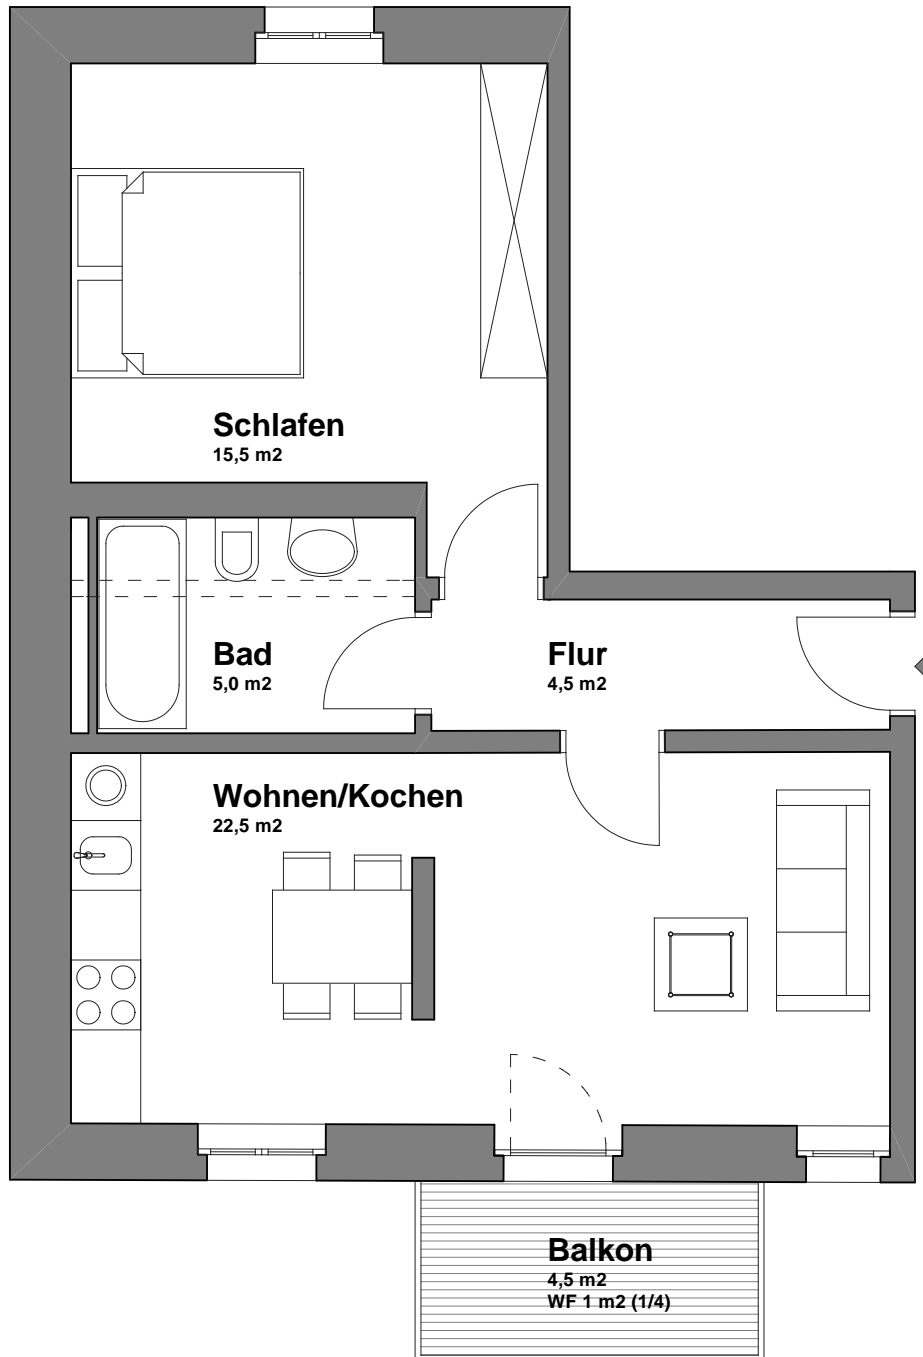 Schlafen
15,5 m2
Bad
5,0 m2
Flur
4,5 m2
Wohnen/Kochen
22,5 m2
Balkon
4,5 m2
WF 1 m2 (1/4)